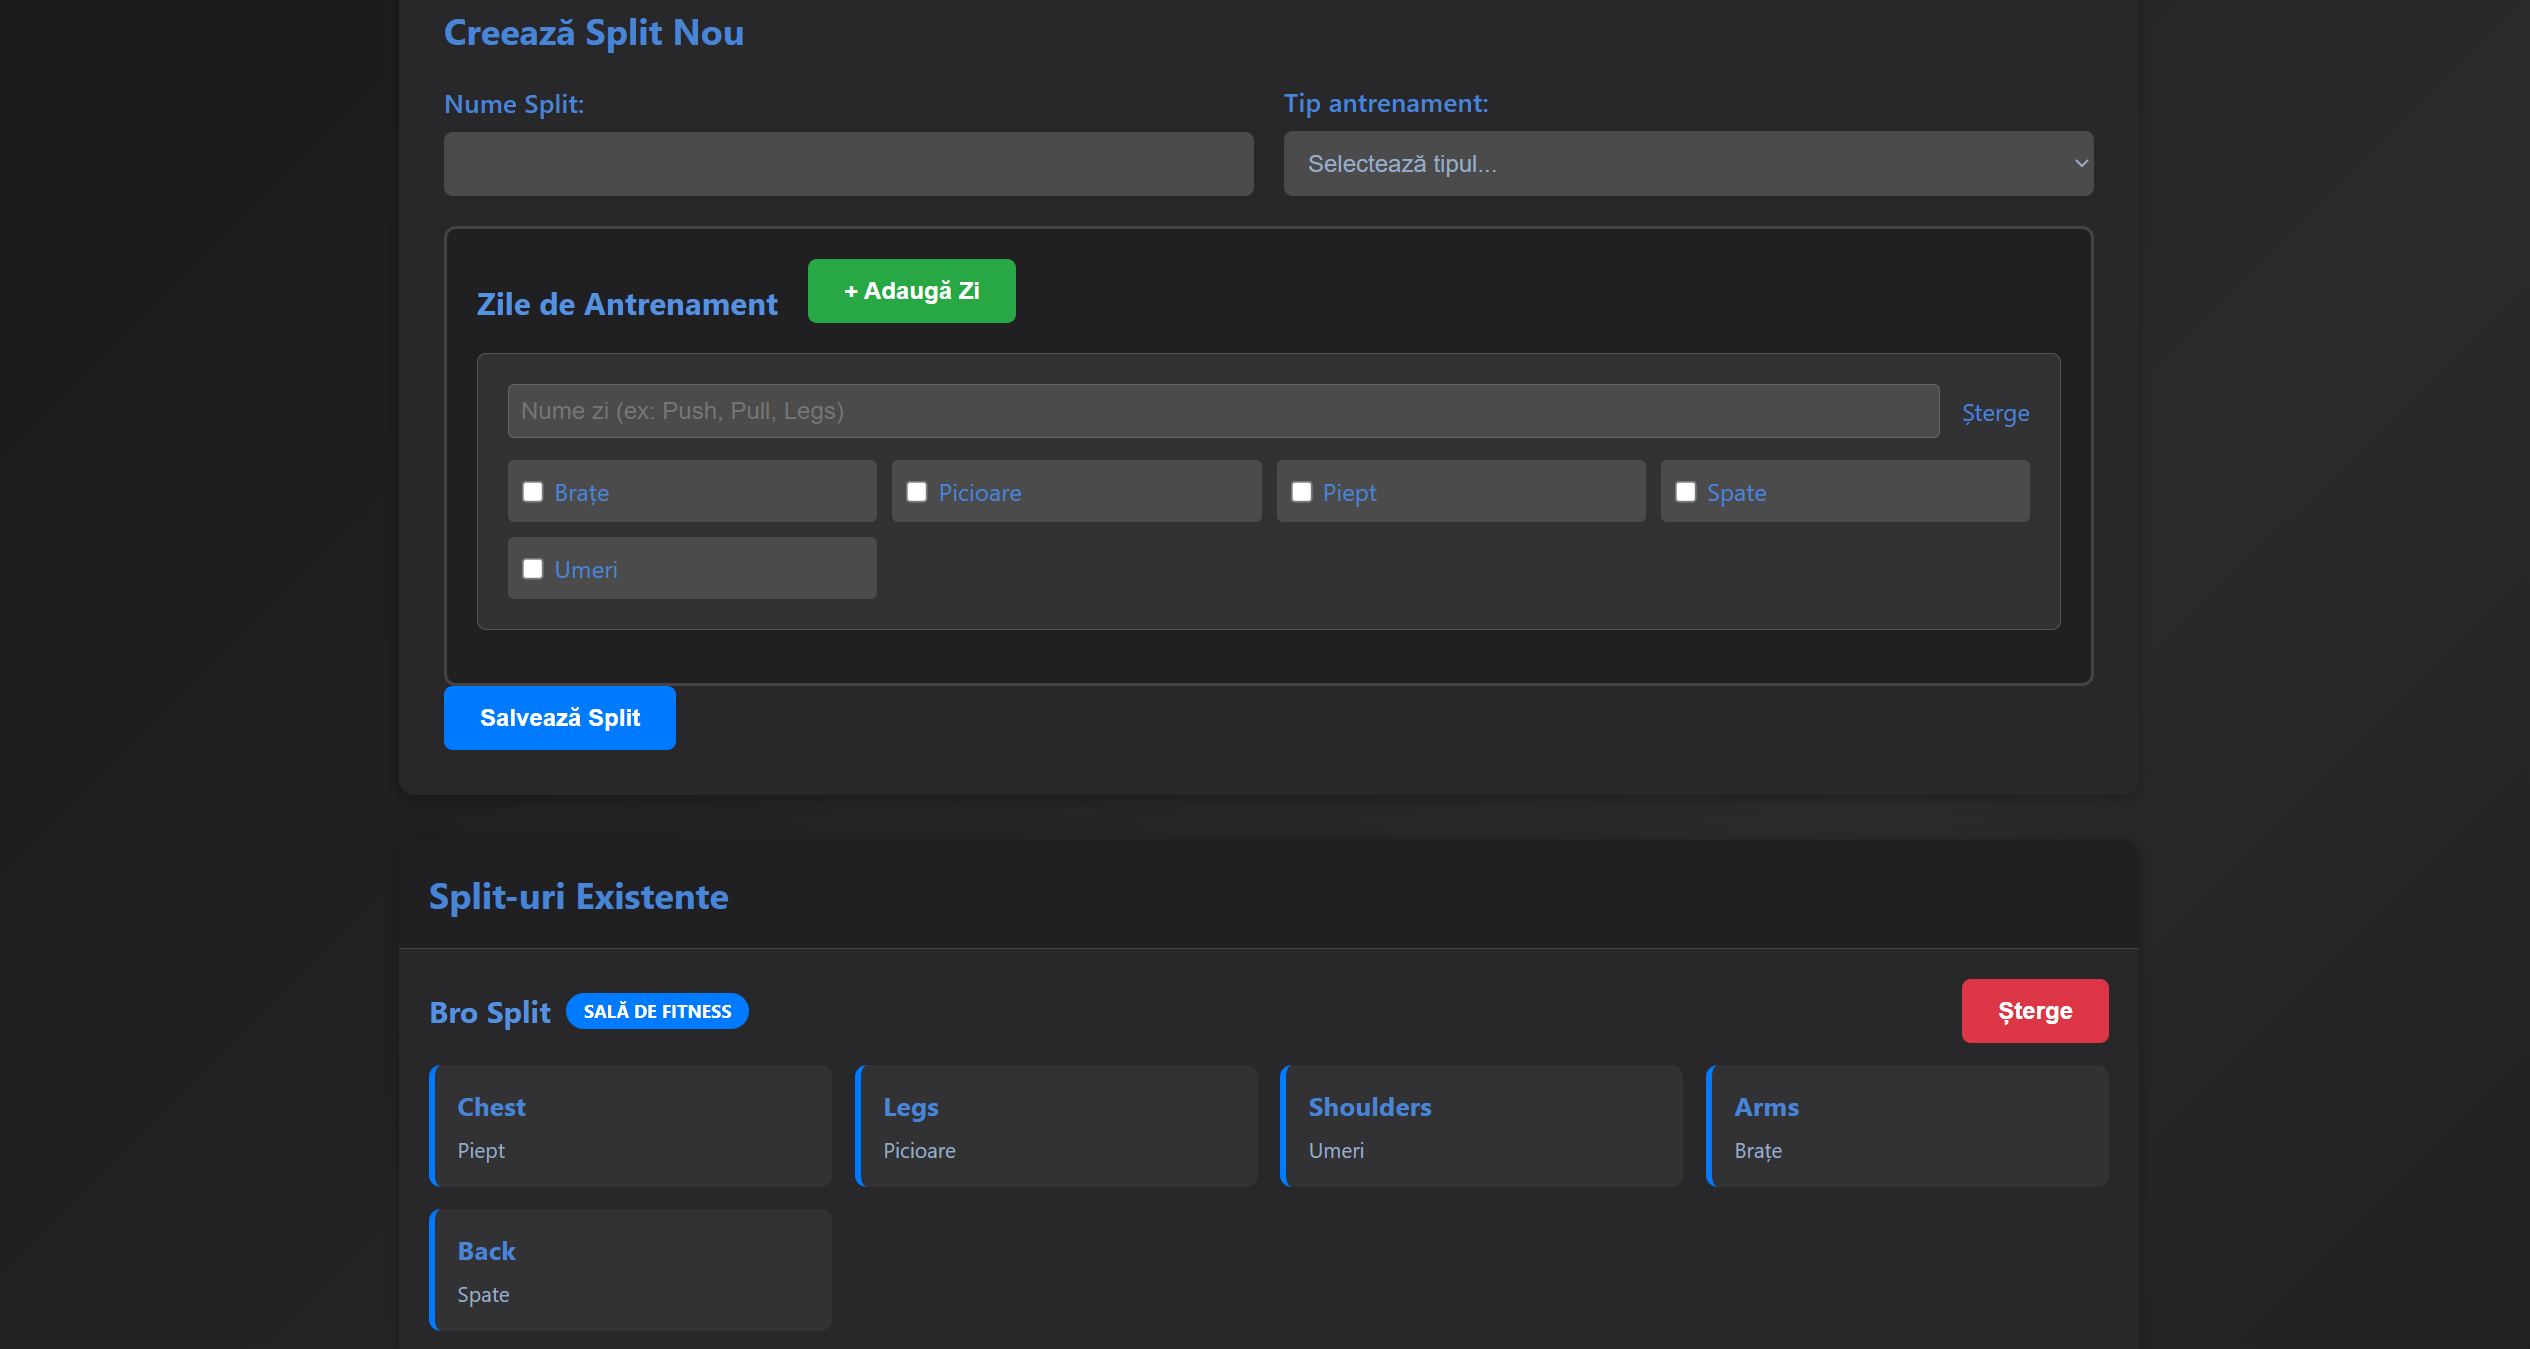 Creează Split Nou
Nume Split:
Tip antrenament:
Selectează tipul...
Zile de Antrenament
+ Adaugă Zi
Nume zi (ex: Push, Pull, Legs)
Șterge
Brațe
Picioare
Piept
Spate
Umeri
Salvează Split
Split-uri Existente
Bro Split
SALĂ DE FITNESS
Șterge
Chest
Piept
Legs
Picioare
Shoulders
Umeri
Arms
Brațe
Back
Spate